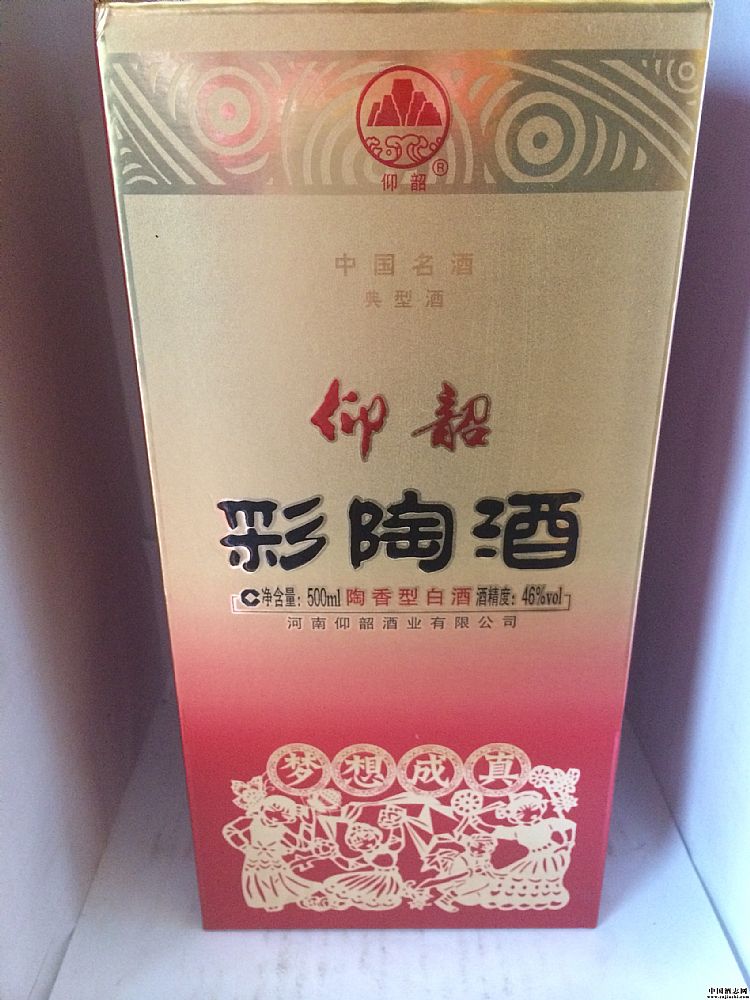 仰韶
®
中国名酒
典型酒
仰韶
彩陶酒
净含量：500ml 陶香型白酒 酒精度：46%vol
河南仰韶酒业有限公司
梦想成真
中国酒志网